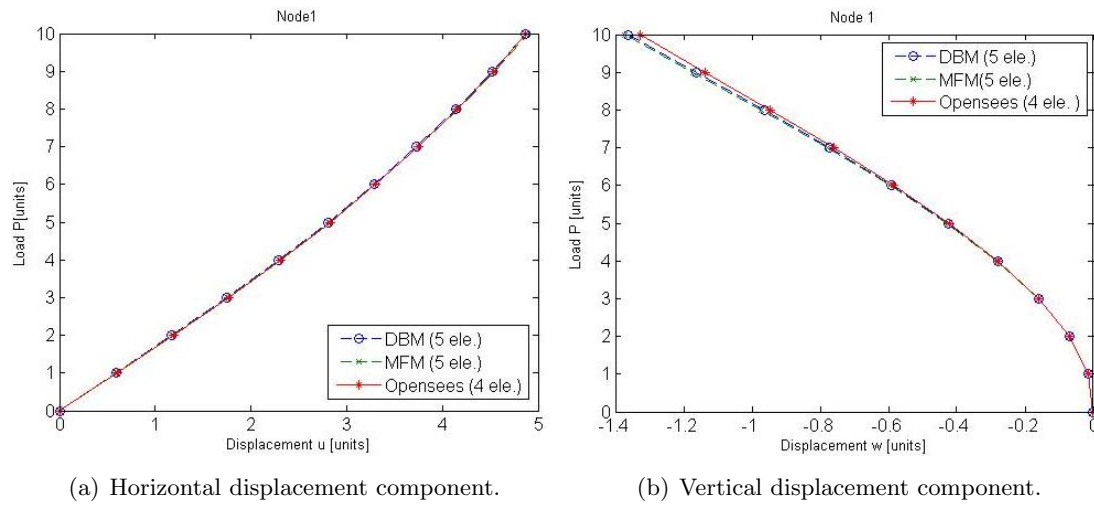 Node1
10
9
8
7
6
5
4
3
2
1
0
Load P[units]
DBM (5 ele.)
MFM (5 ele.)
Opensees (4 ele.)
0 1 2 3 4 5
Displacement u [units]
(a) Horizontal displacement component.
Node 1
10
9
8
7
6
5
4
3
2
1
0
Load P [units]
DBM (5 ele.)
MFM(5 ele.)
Opensees (4 ele. )
-1.4 -1.2 -1 -0.8 -0.6 -0.4 -0.2 0
Displacement w [units]
(b) Vertical displacement component.